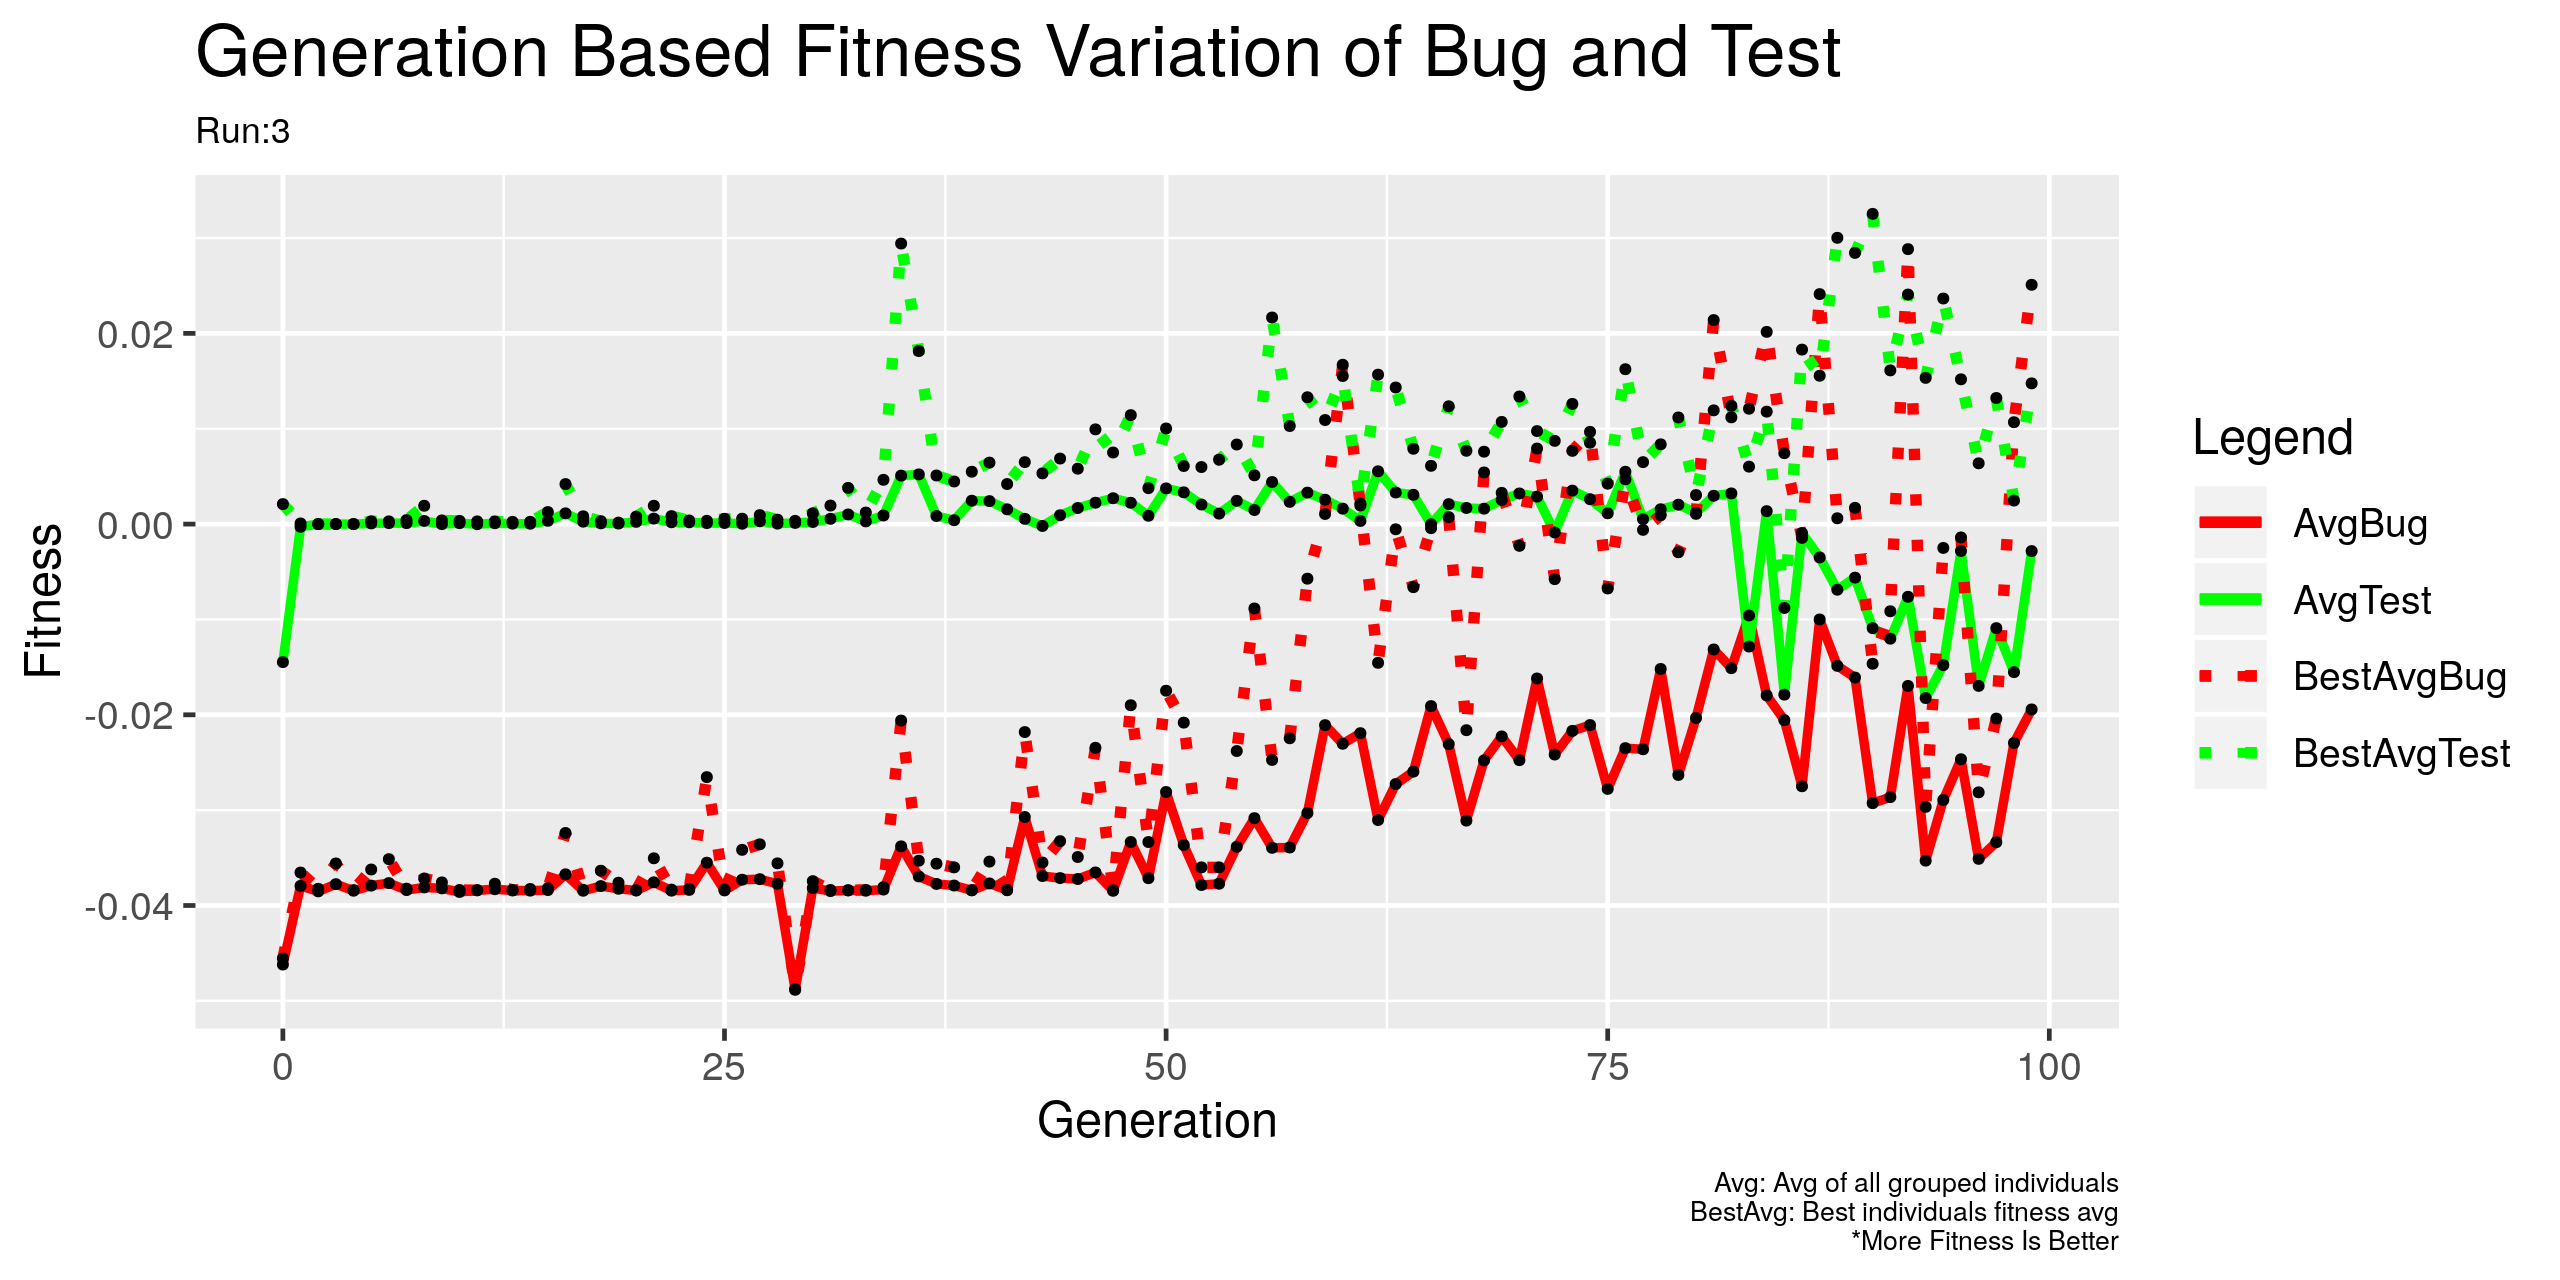 Generation Based Fitness Variation of Bug and Test
Run:3
Fitness
0.02
0.00
-0.02
-0.04
0
25
50
75
100
Generation
Legend
AvgBug
AvgTest
BestAvgBug
BestAvgTest
Avg: Avg of all grouped individuals
BestAvg: Best individuals fitness avg
*More Fitness Is Better